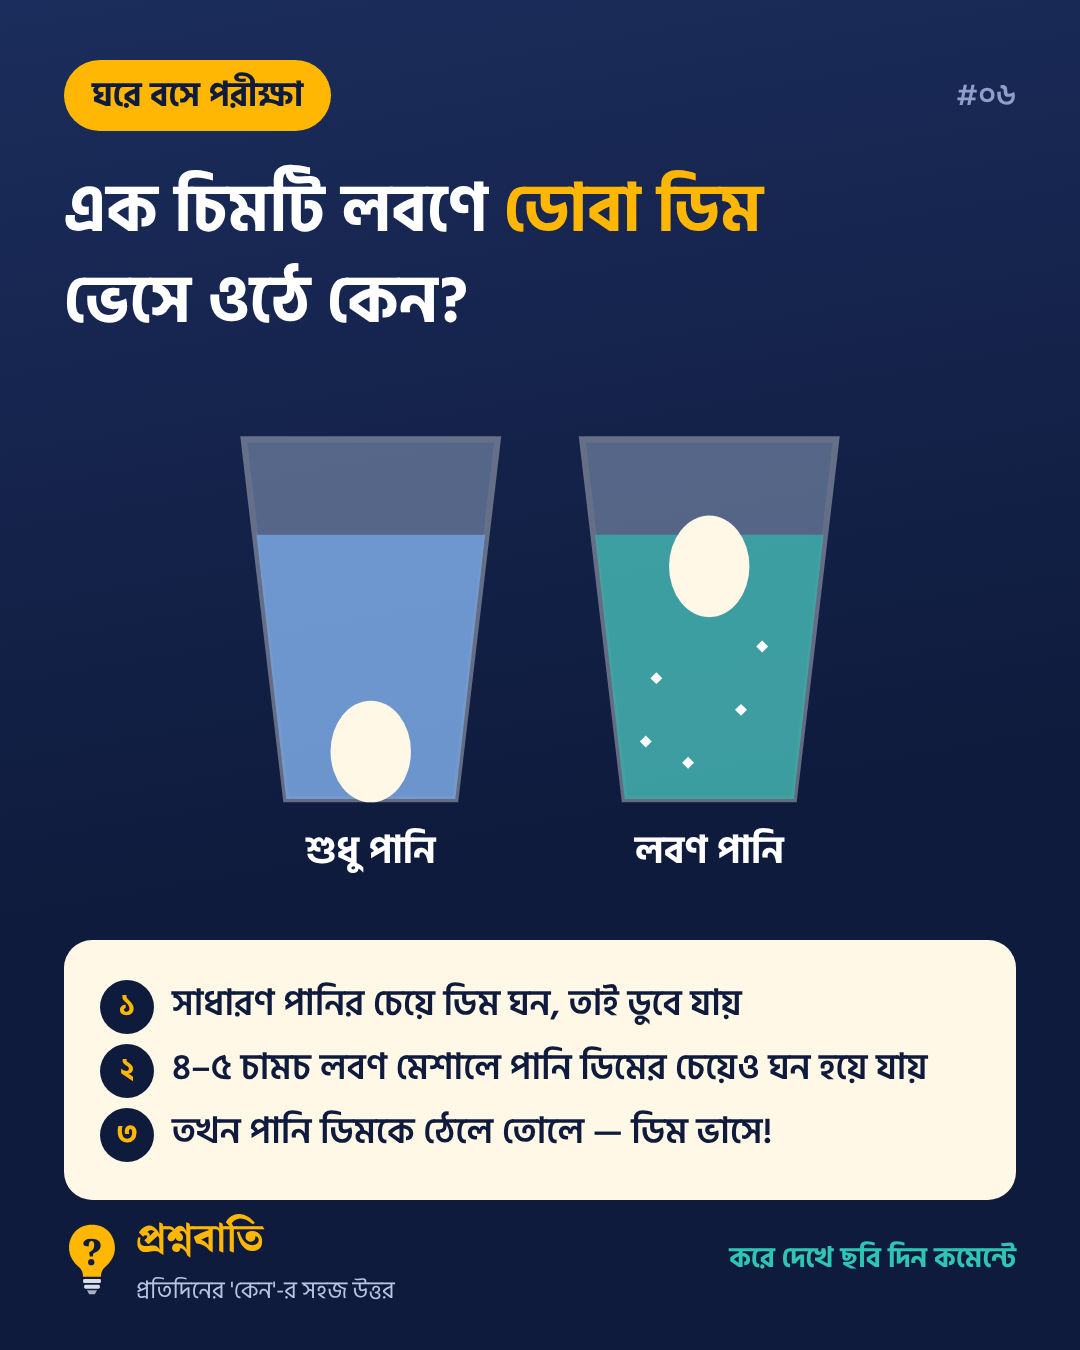 ঘরে বসে পরীক্ষা
#০৬
এক চিমটি লবণে ডোবা ডিম
ভেসে ওঠে কেন?
শুধু পানি
লবণ পানি
১ সাধারণ পানির চেয়ে ডিম ঘন, তাই ডুবে যায়
২ ৪–৫ চামচ লবণ মেশালে পানি ডিমের চেয়েও ঘন হয়ে যায়
৩ তখন পানি ডিমকে ঠেলে তোলে — ডিম ভাসে!
?
প্রশ্নবাতি
প্রতিদিনের 'কেন'-র সহজ উত্তর
করে দেখে ছবি দিন কমেন্টে